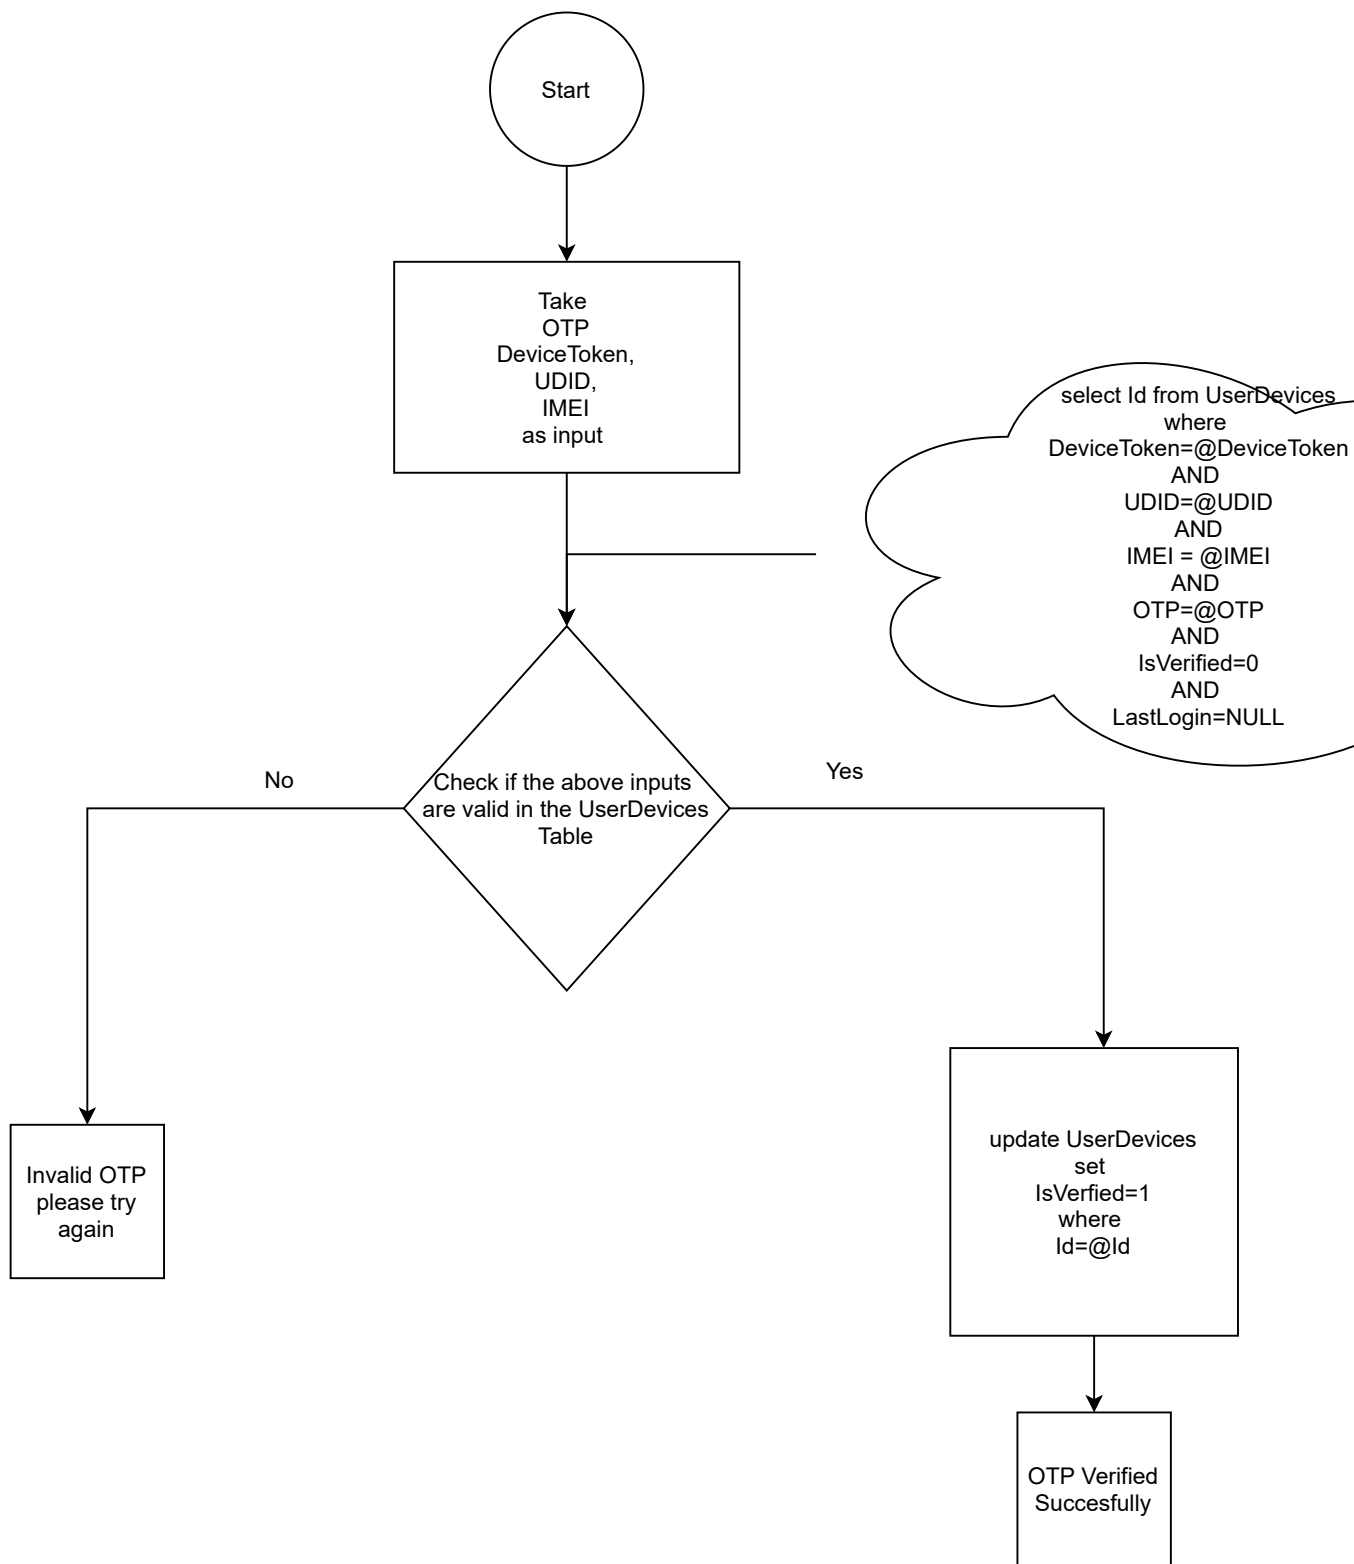 Start
Take
OTP
DeviceToken,
UDID,
IMEI
as input
select Id from UserDevices
where
DeviceToken=@DeviceToken
AND
UDID=@UDID
AND
IMEI = @IMEI
AND
OTP=@OTP
AND
IsVerified=0
AND
LastLogin=NULL
No
Check if the above inputs
are valid in the UserDevices
Table
Yes
Invalid OTP
please try
again
update UserDevices
set
IsVerfied=1
where
Id=@Id
OTP Verified
Succesfully